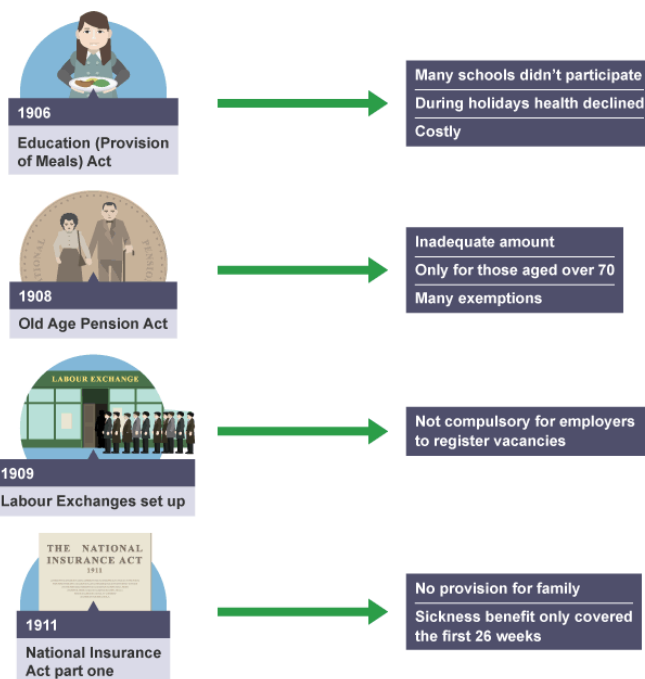 1906
Education (Provision
of Meals) Act
Many schools didn't participate
During holidays health declined
Costly
NATIONAL PENSION
1908
Old Age Pension Act
Inadequate amount
Only for those aged over 70
Many exemptions
LABOUR EXCHANGE
1909
Labour Exchanges set up
Not compulsory for employers
to register vacancies
THE NATIONAL
INSURANCE ACT
1911
1911
National Insurance
Act part one
No provision for family
Sickness benefit only covered
the first 26 weeks